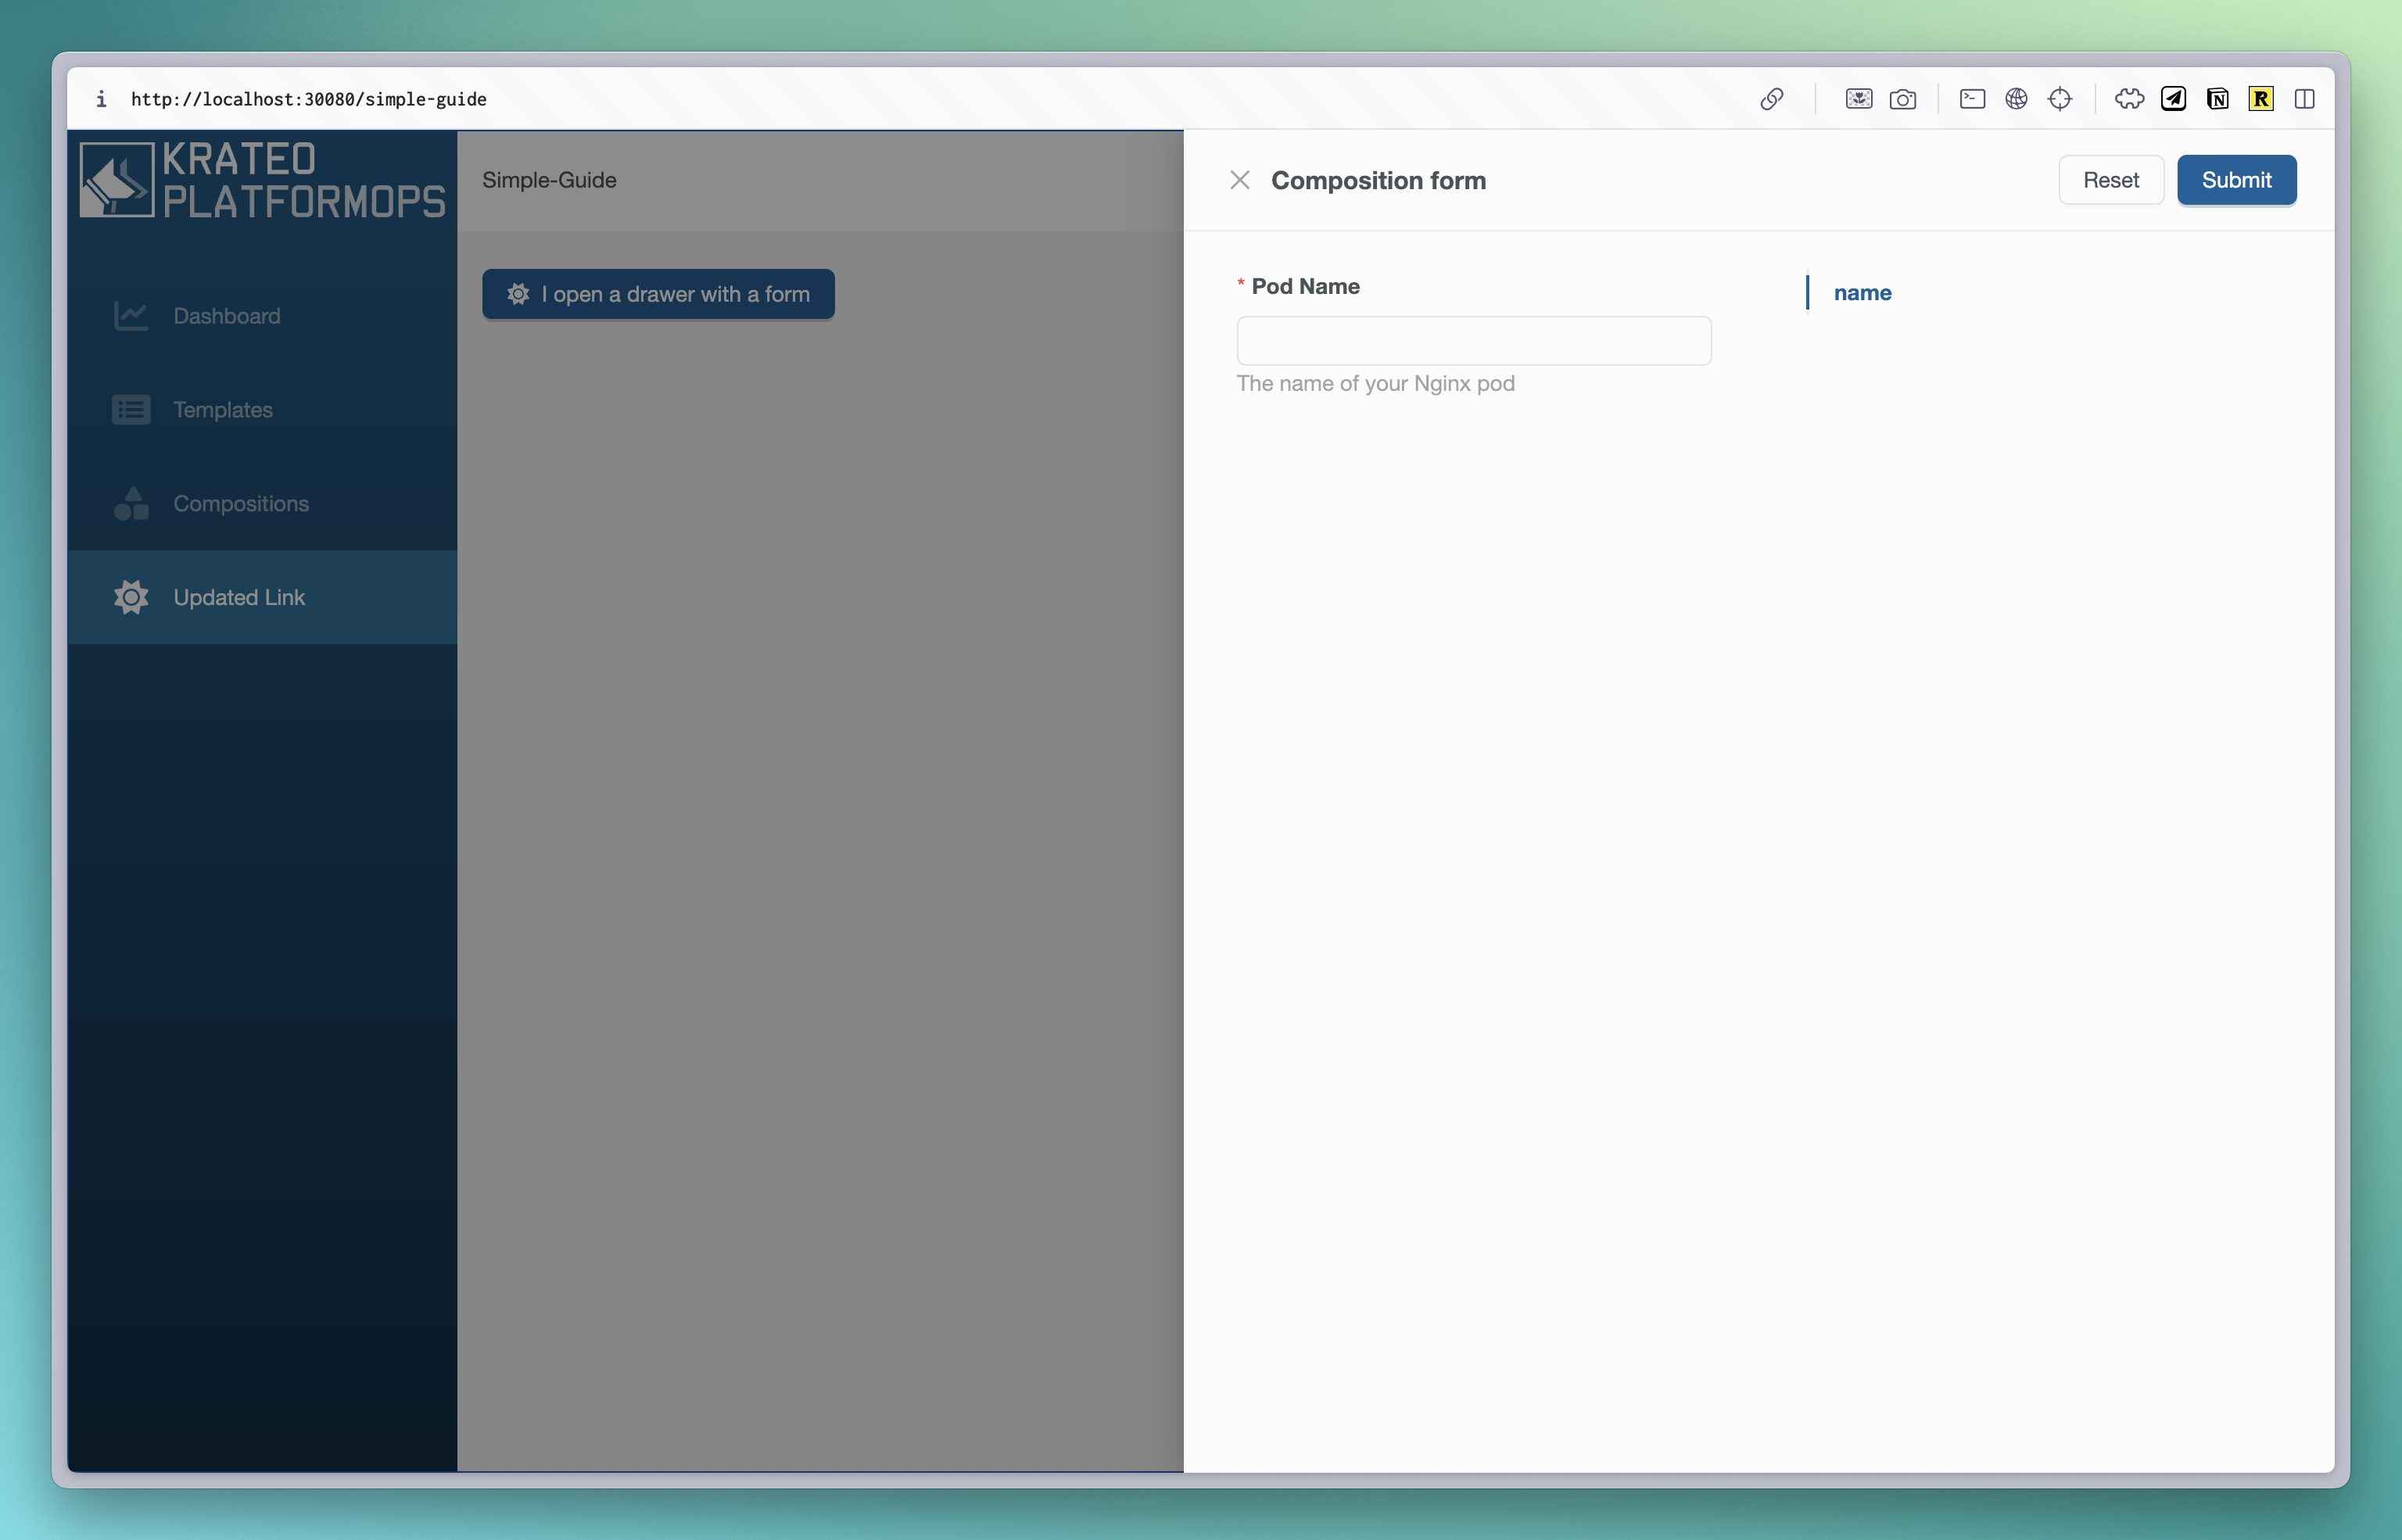 http://localhost:30080/simple-guide
KRATEO
PLATFORMOPS
Dashboard
Templates
Compositions
Updated Link
Simple-Guide
I open a drawer with a form
Composition form
Reset
Submit
* Pod Name
The name of your Nginx pod
name